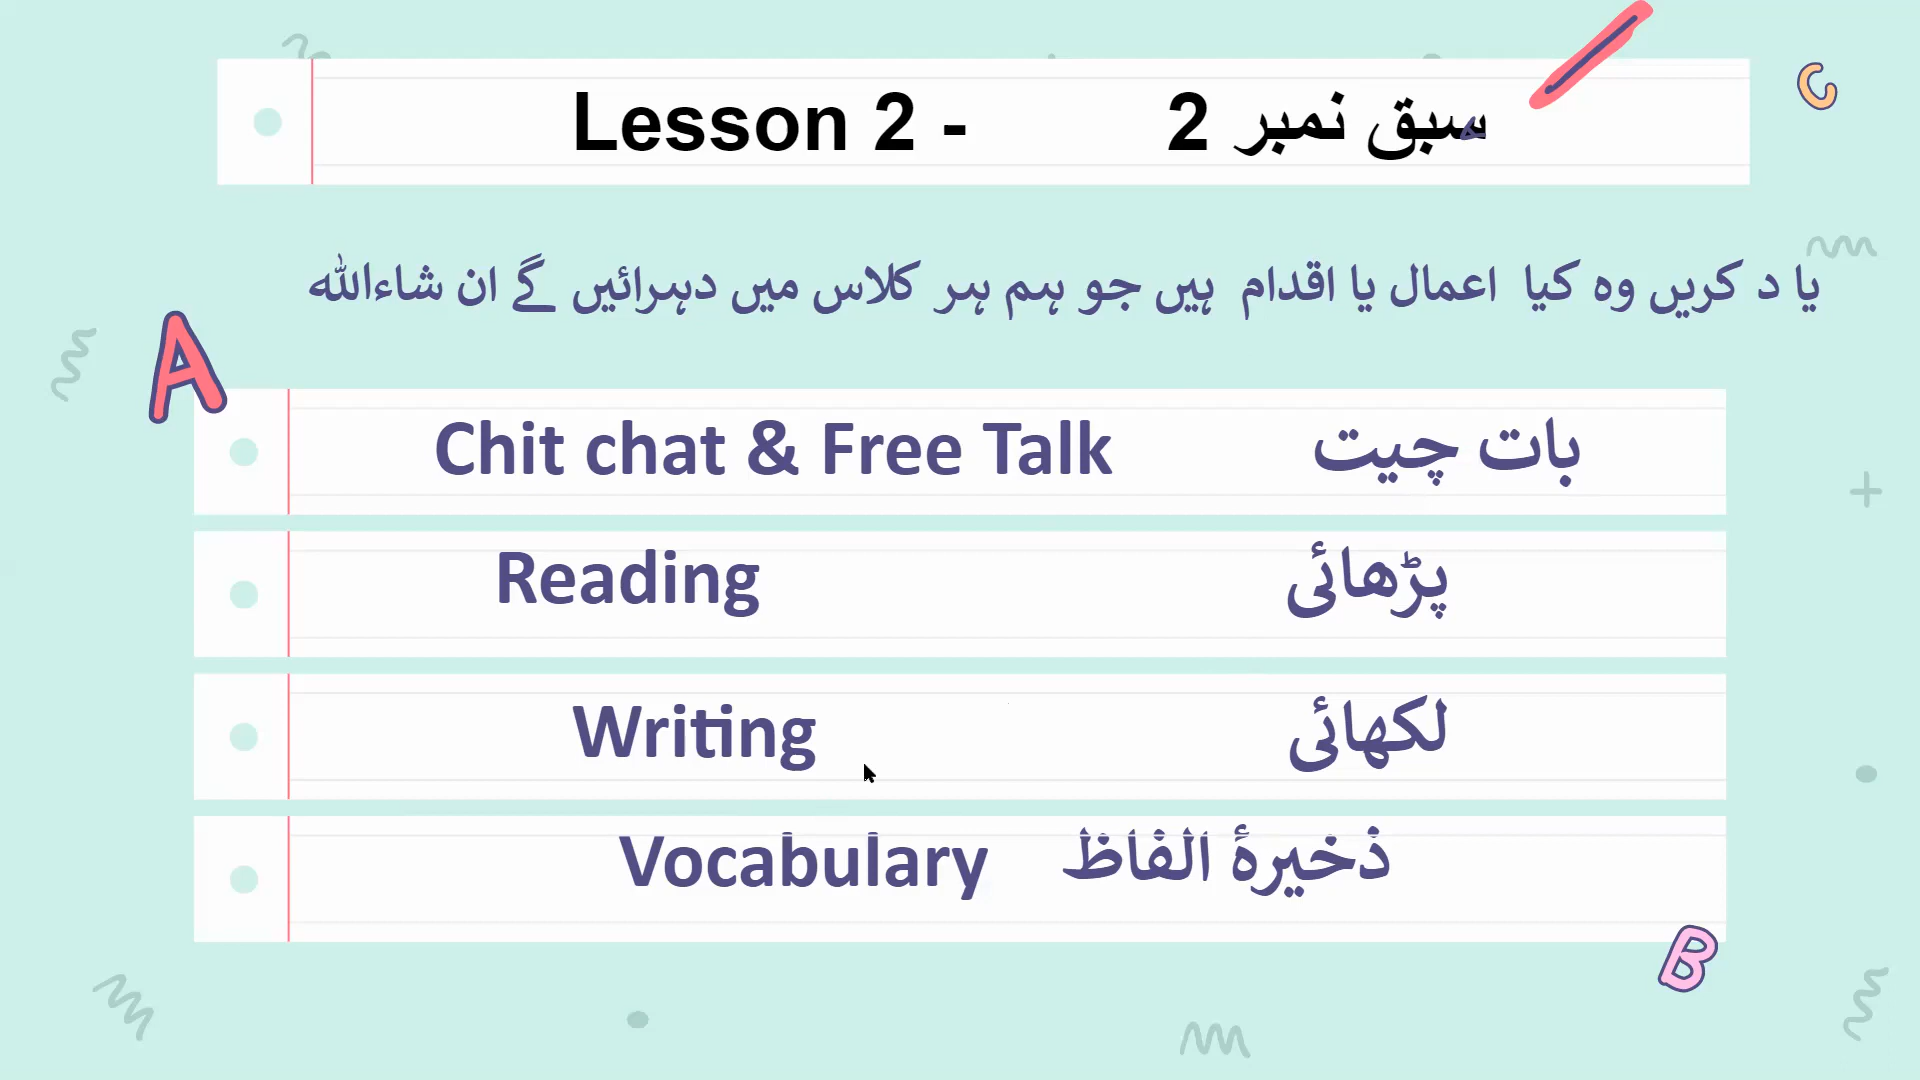 Lesson 2 - سبق نمبر 2
یا د کریں وہ کیا اعمال یا اقدام ہیں جو ہم ہر کلاس میں دہرائیں گے ان شاءاللہ
A
Chit chat & Free Talk بات چیت
Reading پڑھائی
Writing لکھائی
Vocabulary ذخیرۂ الفاظ
B
C